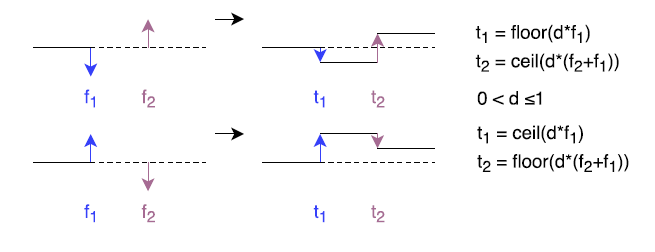 f₁ f₂ t₁ t₂
t₁ = floor(d*f₁)
t₂ = ceil(d*(f₂+f₁))
0 < d ≤1
t₁ = ceil(d*f₁)
t₂ = floor(d*(f₂+f₁))
f₁ f₂ t₁ t₂